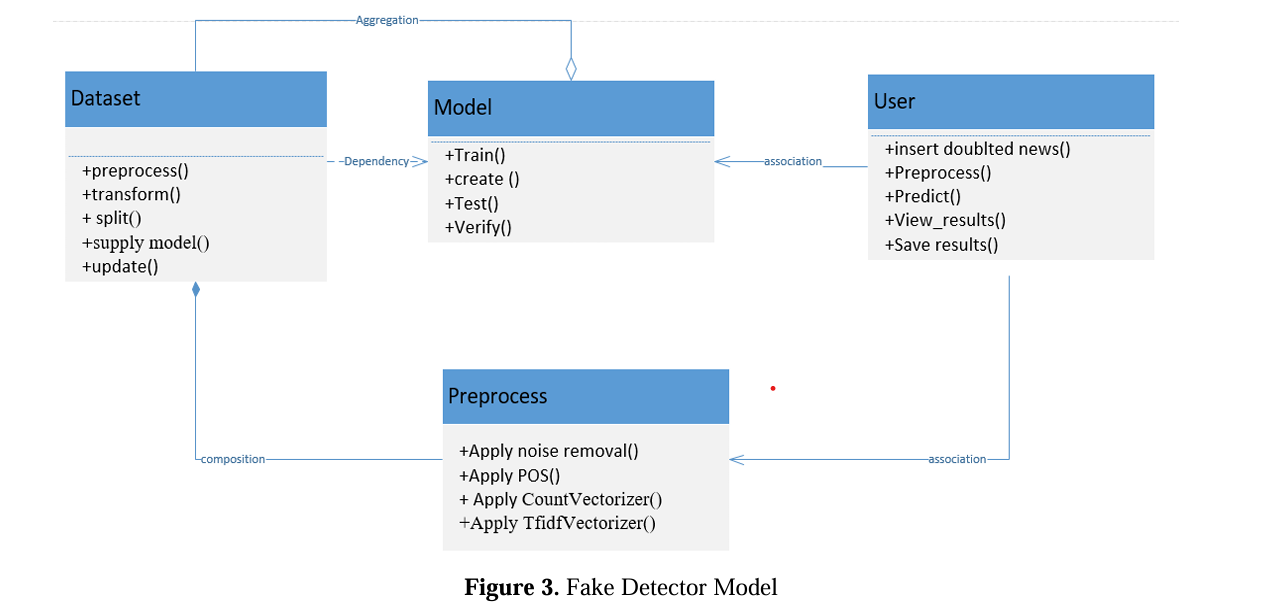 Aggregation
Dataset
+preprocess()
+transform()
+ split()
+supply model()
+update()
Dependency
Model
+Train()
+create ()
+Test()
+Verify()
association
User
+insert doublted news()
+Preprocess()
+Predict()
+View_results()
+Save results()
composition
Preprocess
+Apply noise removal()
+Apply POS()
+ Apply CountVectorizer()
+Apply TfidfVectorizer()
association
Figure 3. Fake Detector Model